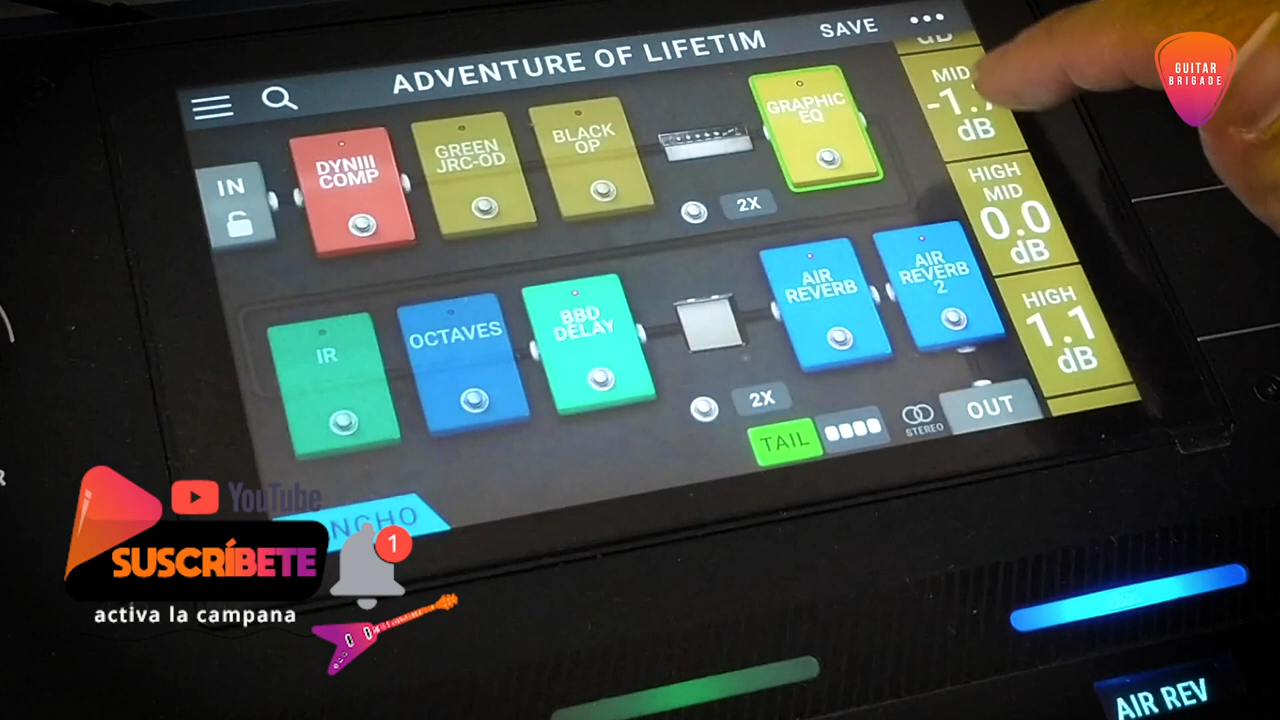 ADVENTURE OF LIFETIM
SAVE
GUITAR
BRIGADE
dB
MID
dB
HIGH
MID
0.0
dB
HIGH
1.1
dB
IN
DYNIII
COMP
GREEN
JRC-OD
BLACK
OP
2X
GRAPHIC
EQ
IR
OCTAVES
BBD
DELAY
2X
AIR
REVERB
AIR
REVERB
2
TAIL
STEREO
OUT
YouTube
NCHO
1
SUSCRÍBETE
activa la campana
AIR REV